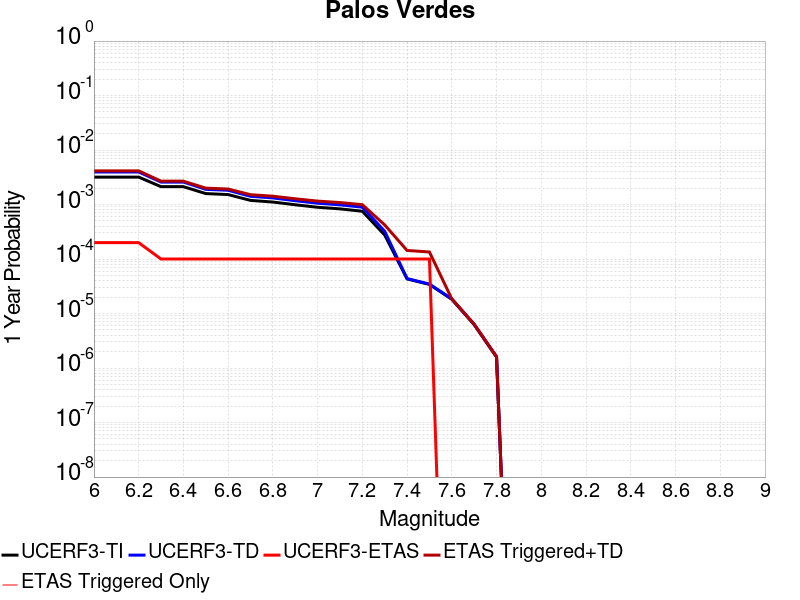 Palos Verdes
1 Year Probability
10^0
10^-1
10^-2
10^-3
10^-4
10^-5
10^-6
10^-7
10^-8
6 6.2 6.4 6.6 6.8 7 7.2 7.4 7.6 7.8 8 8.2 8.4 8.6 8.8 9
Magnitude
UCERF3-TI UCERF3-TD UCERF3-ETAS ETAS Triggered+TD
ETAS Triggered Only